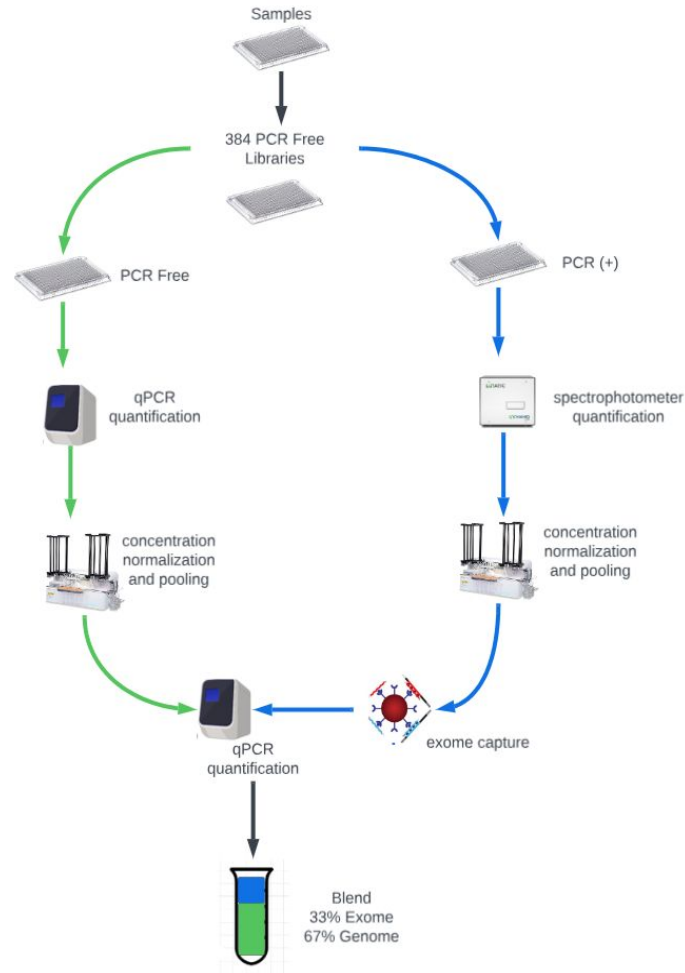 Samples
384 PCR Free
Libraries
PCR Free
PCR (+)
qPCR
quantification
spectrophotometer
quantification
concentration
normalization
and pooling
concentration
normalization
and pooling
qPCR
quantification
exome capture
Blend
33% Exome
67% Genome